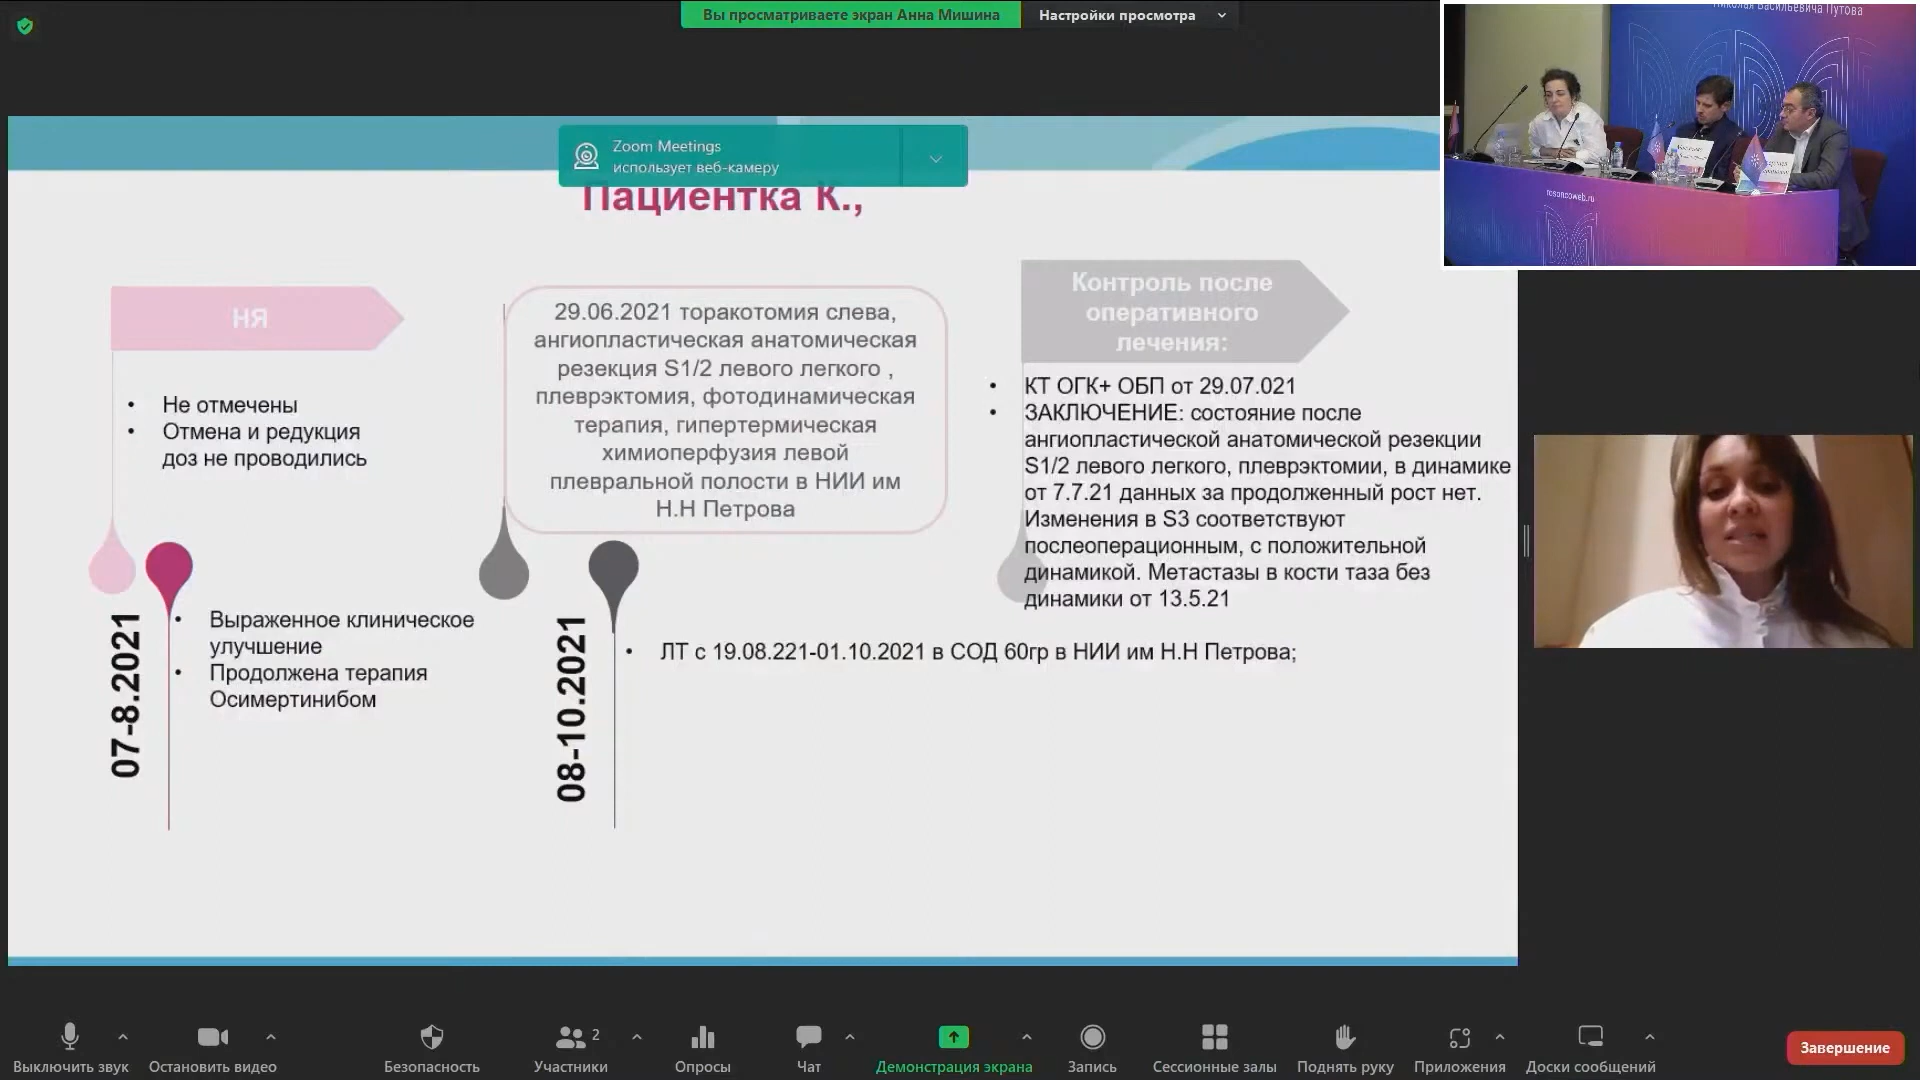 Вы просматриваете экран Анна Мишина
Настройки просмотра
Николая Васильевича Путова
rosoncoweb.ru
Zoom Meetings
использует веб-камеру
Пациентка К.,
НЯ
Не отмечены
Отмена и редукция
доз не проводились
29.06.2021 торакотомия слева,
ангиопластическая анатомическая
резекция S1/2 левого легкого ,
плеврэктомия, фотодинамическая
терапия, гипертермическая
химиоперфузия левой
плевральной полости в НИИ им
Н.Н Петрова
Контроль после
оперативного
лечения:
КТ ОГК+ ОБП от 29.07.021
ЗАКЛЮЧЕНИЕ: состояние после
ангиопластической анатомической резекции
S1/2 левого легкого, плеврэктомии, в динамике
от 7.7.21 данных за продолженный рост нет.
Изменения в S3 соответствуют
послеоперационным, с положительной
динамикой. Метастазы в кости таза без
динамики от 13.5.21
07-8.2021
Выраженное клиническое
улучшение
Продолжена терапия
Осимертинибом
08-10.2021
ЛТ с 19.08.221-01.10.2021 в СОД 60гр в НИИ им Н.Н Петрова;
Выключить звук
Остановить видео
Безопасность
2
Участники
Опросы
Чат
Демонстрация экрана
Запись
Сессионные залы
Поднять руку
Приложения
Доски сообщений
Завершение